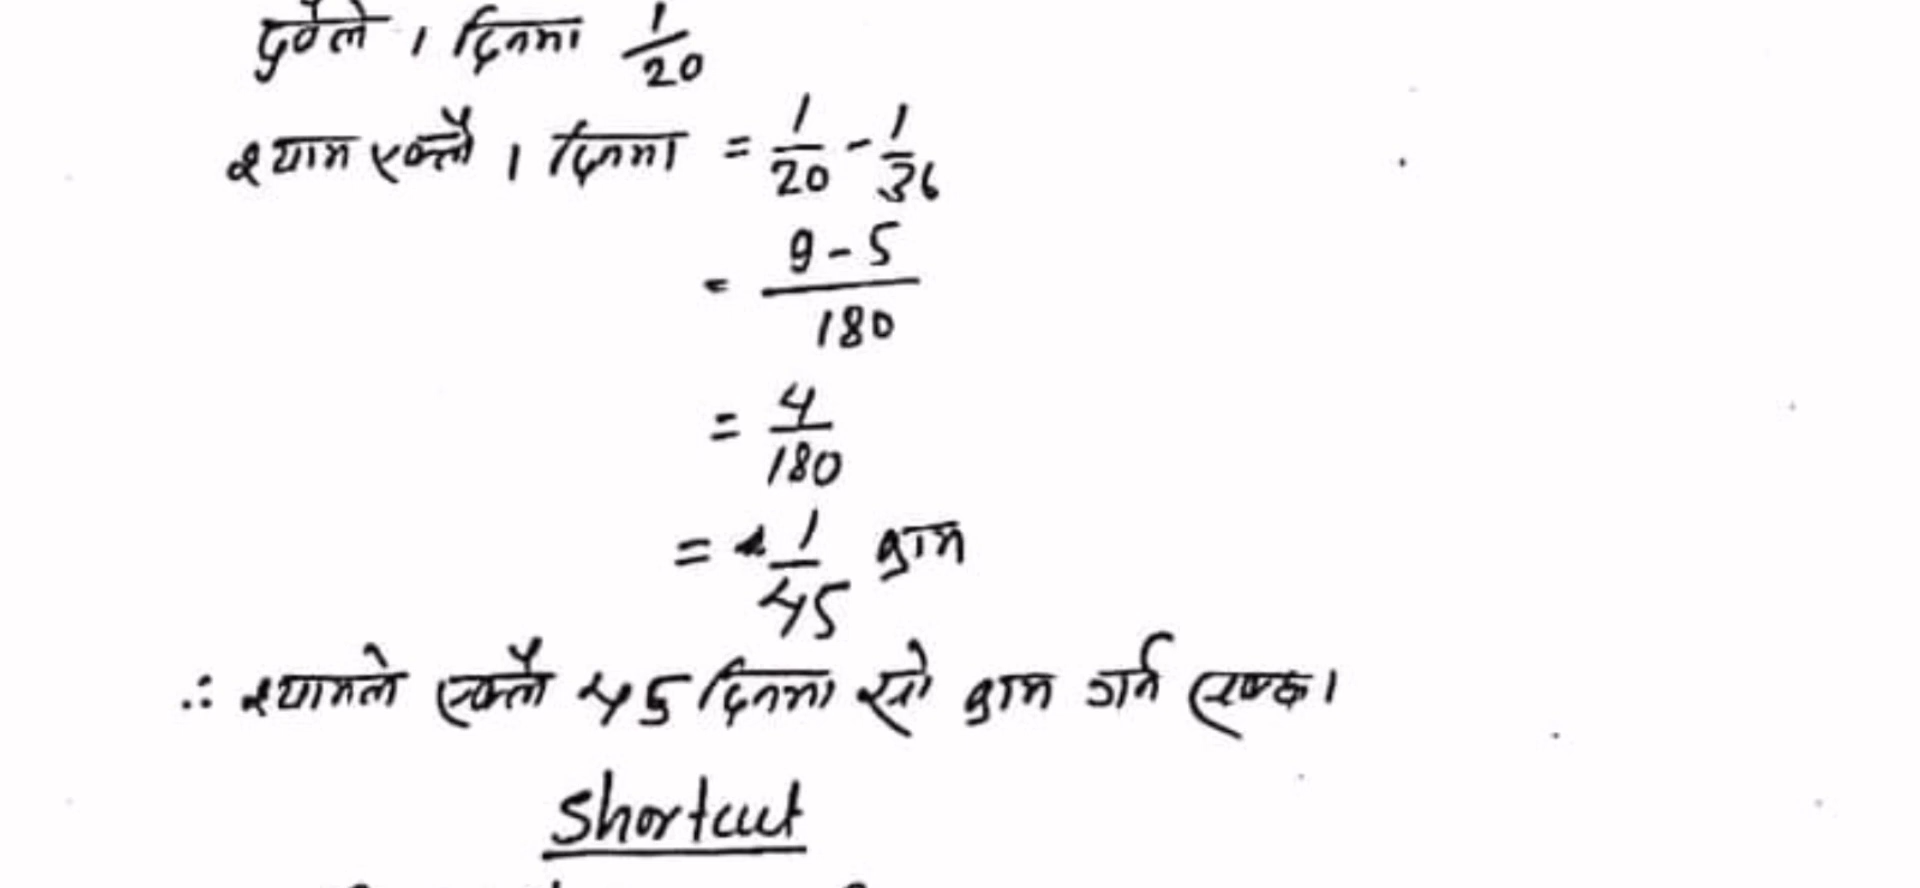 दुवैले 1 दिनमा 1/20
श्याम एक्लै 1 दिनमा = 1/20 - 1/36
= 9-5/180
= 4/180
= 1/45 काम
∴ श्यामले एक्लै 45 दिनमा सो काम गर्न सक्छ।
Shortcut